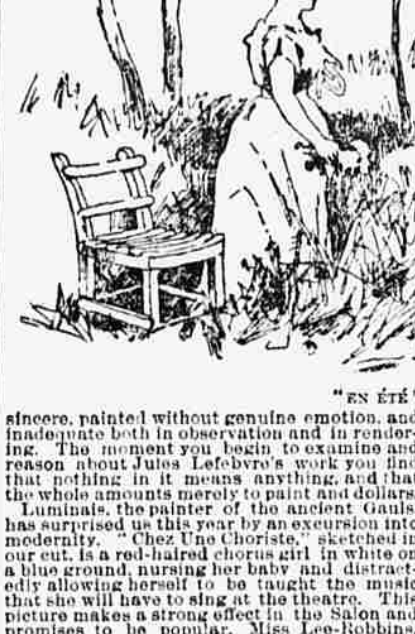 "EN ÉTÉ"
sincere, painted without genuine emotion, and
inadequate both in observation and in render-
ing. The moment you begin to examine and
reason about Jules Lefebvre's work you find
that nothing in it means anything, and that
the whole amounts merely to paint and dollars
Luminais, the painter of the ancient Gauls
has surprised us this year by an excursion into
modernity. "Chez Une Choriste," sketched in
our cut, is a red-haired chorus girl in white on
a blue ground, nursing her baby and distract-
edly allowing herself to be taught the music
that she will have to sing at the theatre. This
picture makes a strong effect in the Salon and
promises to be popular. Miss Lee-Robbins